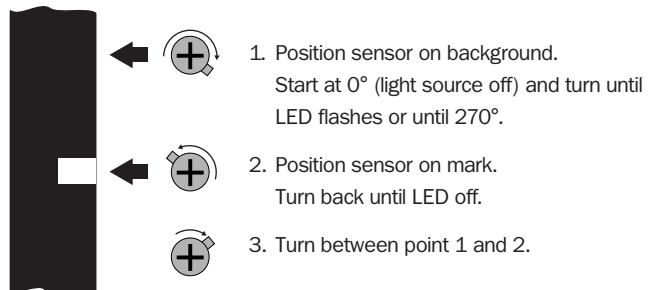 1. Position sensor on background.
Start at 0° (light source off) and turn until
LED flashes or until 270°.
2. Position sensor on mark.
Turn back until LED off.
3. Turn between point 1 and 2.